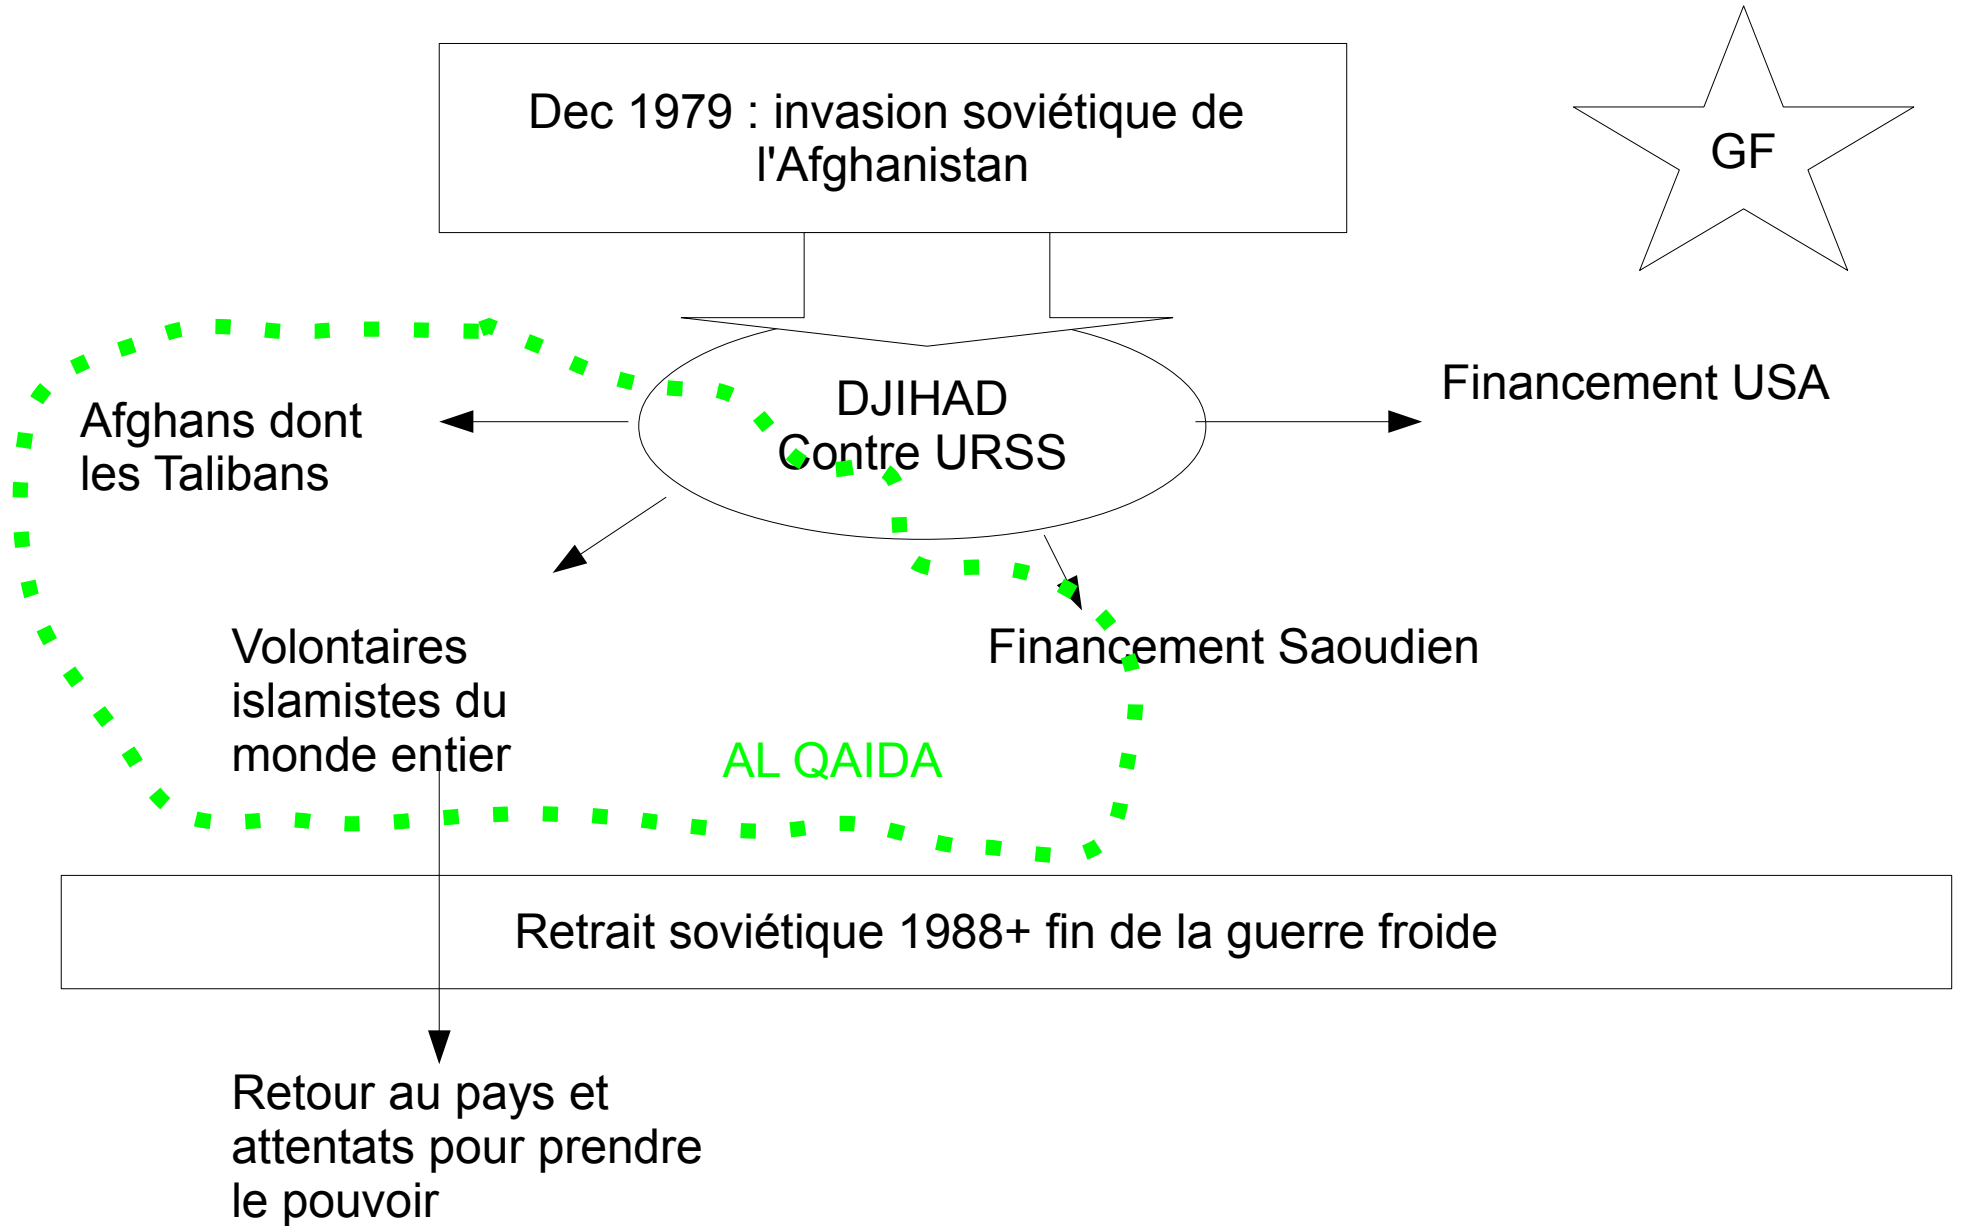 Dec 1979 : invasion soviétique de
l'Afghanistan
GF
DJIHAD
Contre URSS
Financement USA
Afghans dont
les Talibans
Volontaires
islamistes du
monde entier
Financement Saoudien
AL QAIDA
Retrait soviétique 1988+ fin de la guerre froide
Retour au pays et
attentats pour prendre
le pouvoir